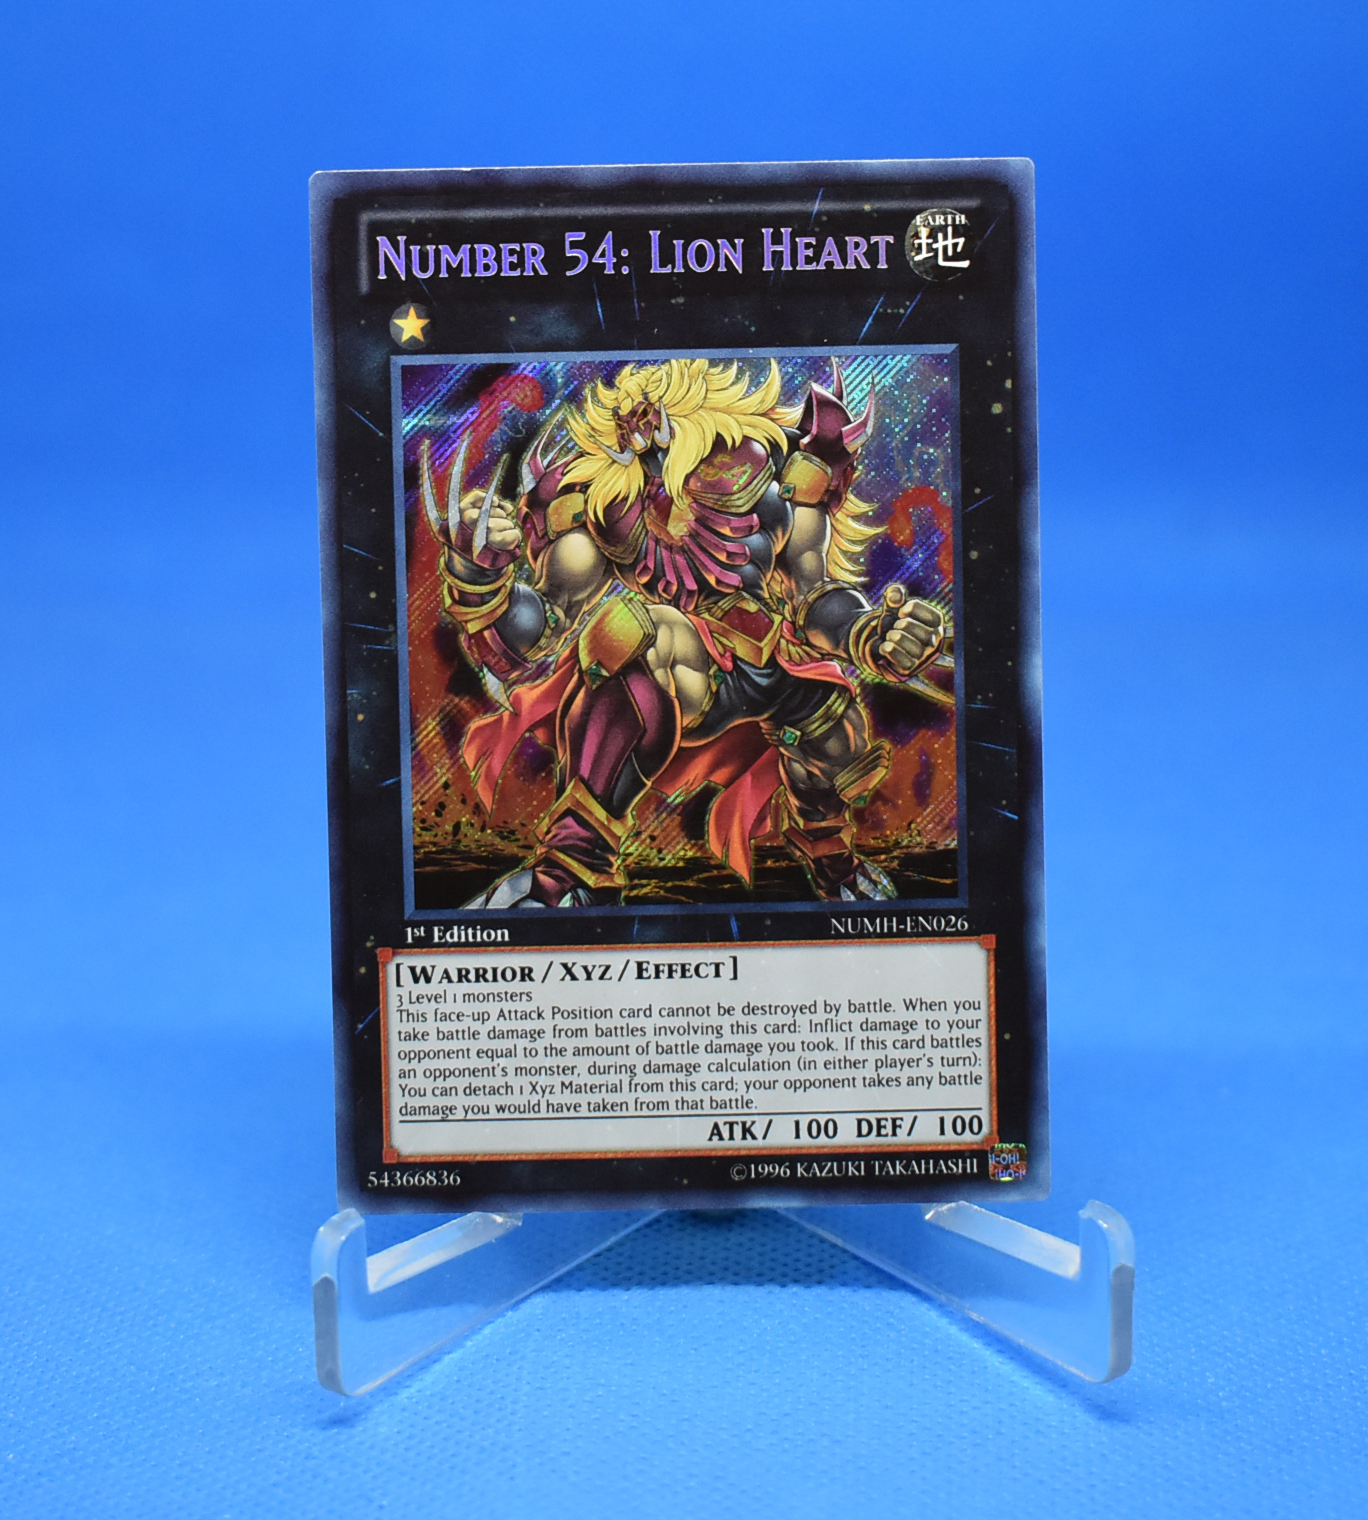 NUMBER 54: LION HEART
EARTH
地
1st Edition
NUMH-EN026
[WARRIOR/XYZ/EFFECT]
3 Level 1 monsters
This face-up Attack Position card cannot be destroyed by battle. When you
take battle damage from battles involving this card: Inflict damage to your
opponent equal to the amount of battle damage you took. If this card battles
an opponent's monster, during damage calculation (in either player's turn):
You can detach 1 Xyz Material from this card; your opponent takes any battle
damage you would have taken from that battle.
ATK/ 100 DEF/ 100
54366836
©1996 KAZUKI TAKAHASHI